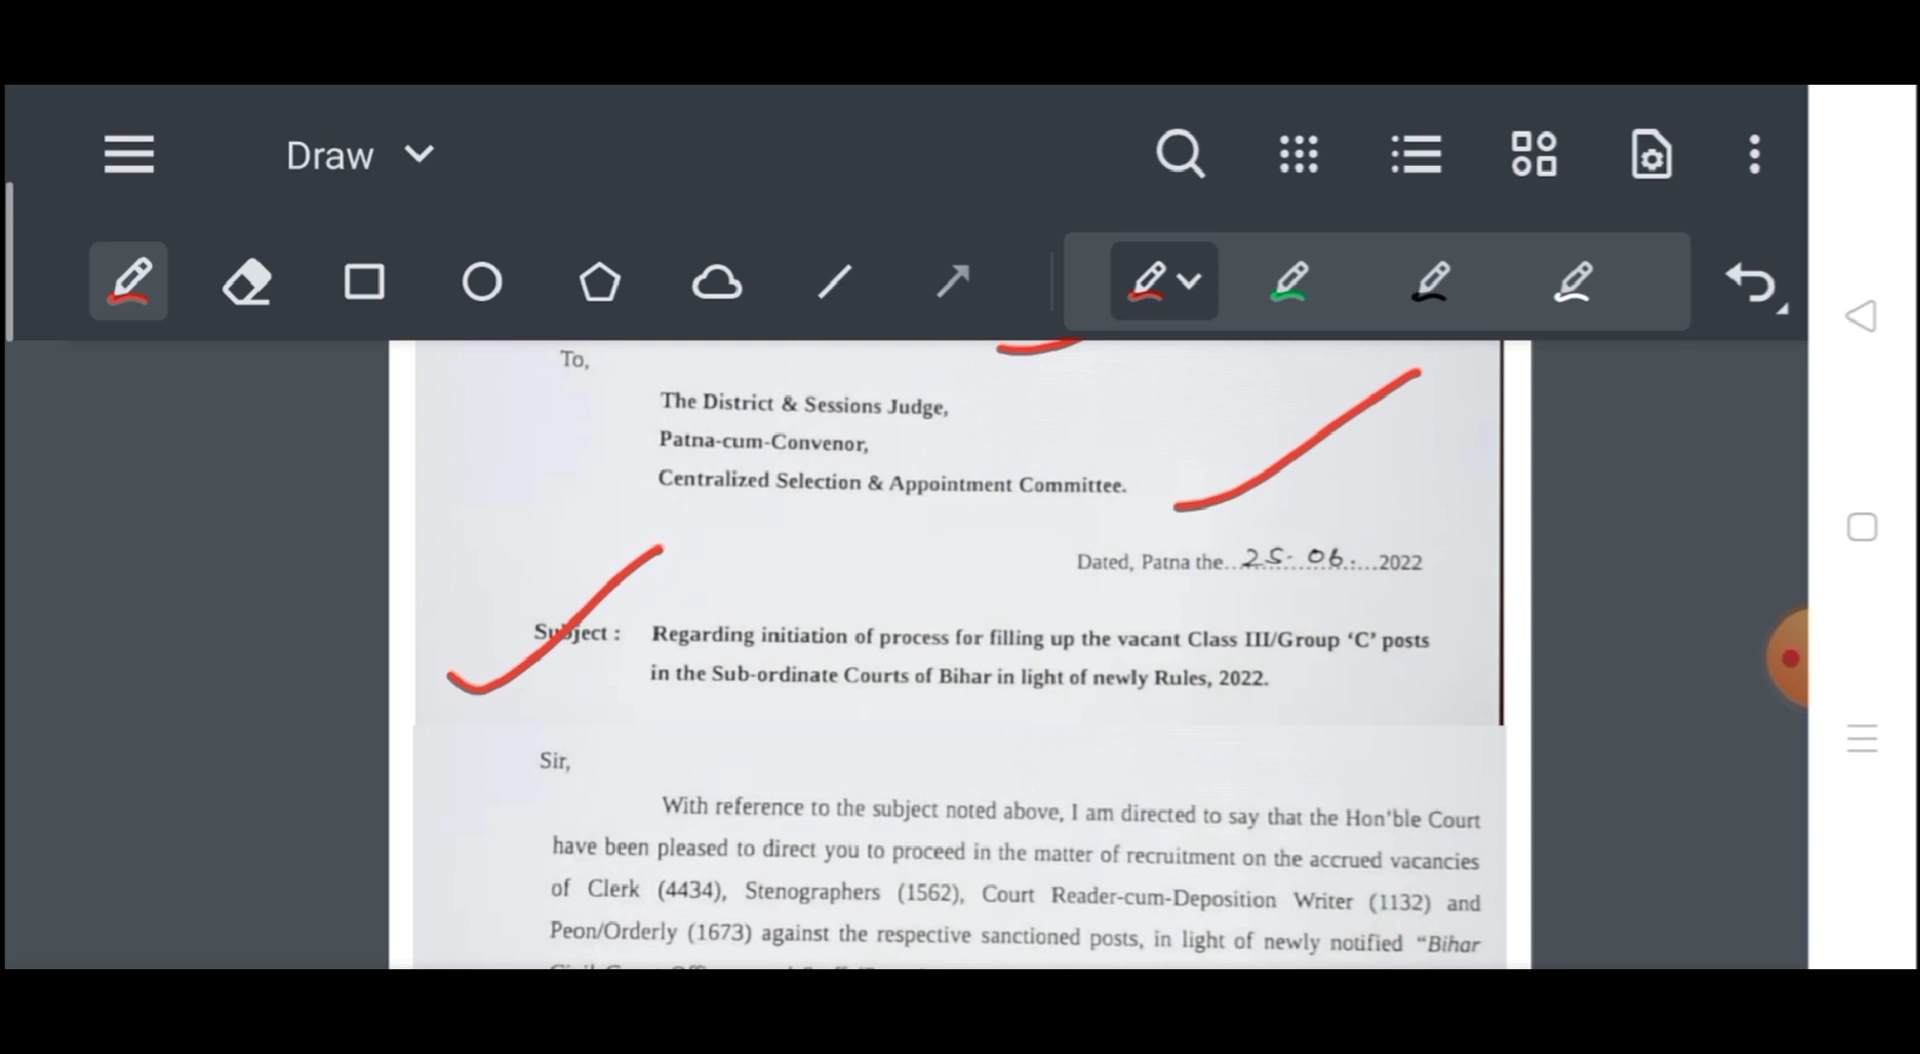 Draw
To,
The District & Sessions Judge,
Patna-cum-Convenor,
Centralized Selection & Appointment Committee.
Dated, Patna the...25-06....2022
Subject : Regarding initiation of process for filling up the vacant Class III/Group ‘C’ posts
in the Sub-ordinate Courts of Bihar in light of newly Rules, 2022.
Sir,
With reference to the subject noted above, I am directed to say that the Hon’ble Court
have been pleased to direct you to proceed in the matter of recruitment on the accrued vacancies
of Clerk (4434), Stenographers (1562), Court Reader-cum-Deposition Writer (1132) and
Peon/Orderly (1673) against the respective sanctioned posts, in light of newly notified “Bihar